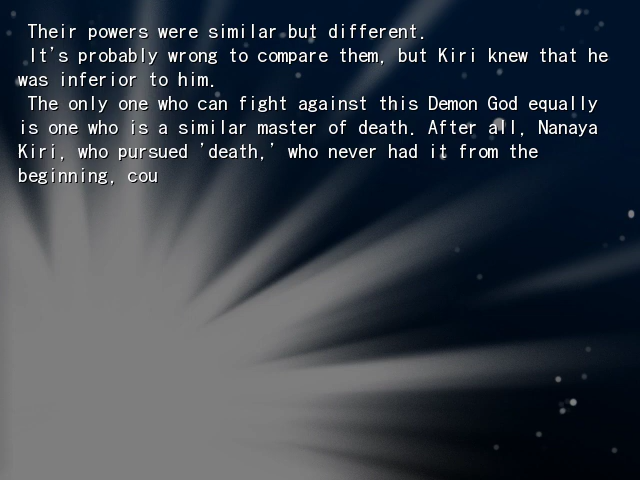 Their powers were similar but different.
It's probably wrong to compare them, but Kiri knew that he
was inferior to him.
The only one who can fight against this Demon God equally
is one who is a similar master of death. After all, Nanaya
Kiri, who pursued 'death,' who never had it from the
beginning, cou